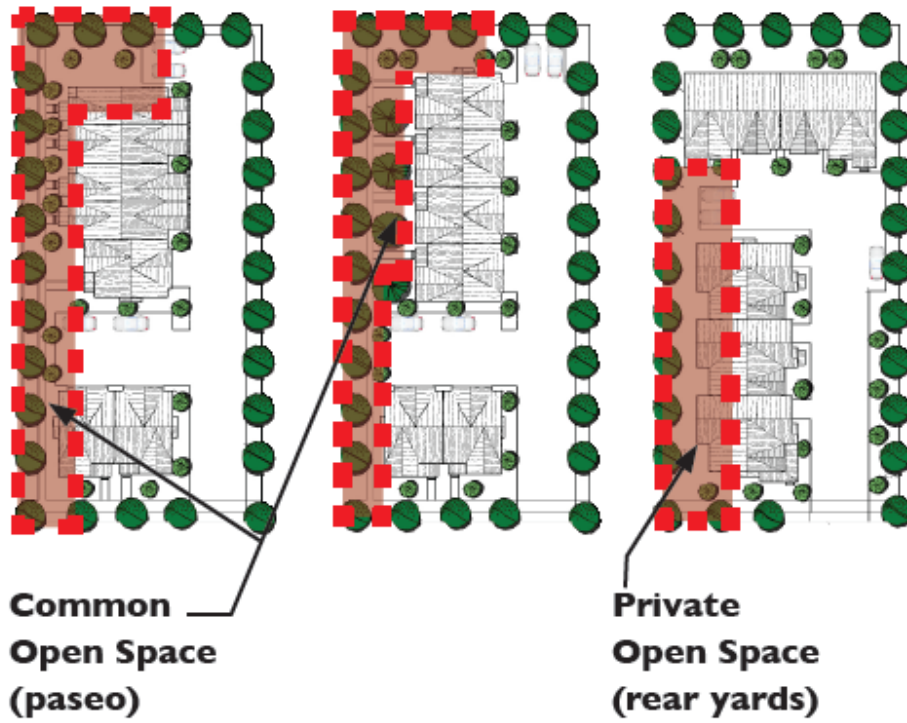 Common
Open Space
(paseo)
Private
Open Space
(rear yards)